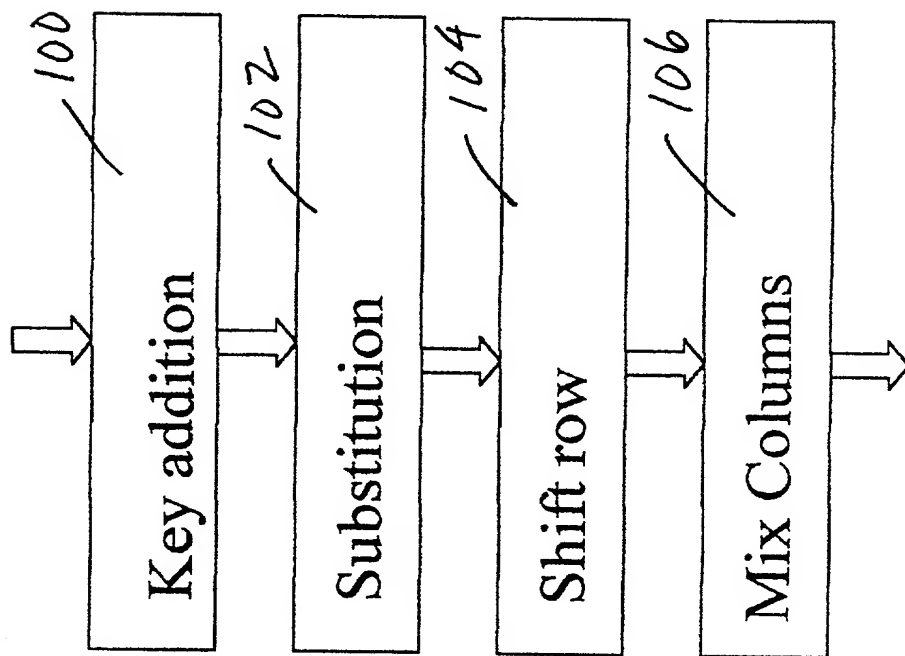 100
Key addition
102
Substitution
104
Shift row
106
Mix Columns